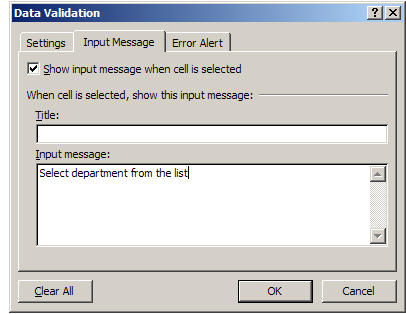 Data Validation
Settings Input Message Error Alert
Show input message when cell is selected
When cell is selected, show this input message:
Title:
Input message:
Select department from the list
Clear All OK Cancel